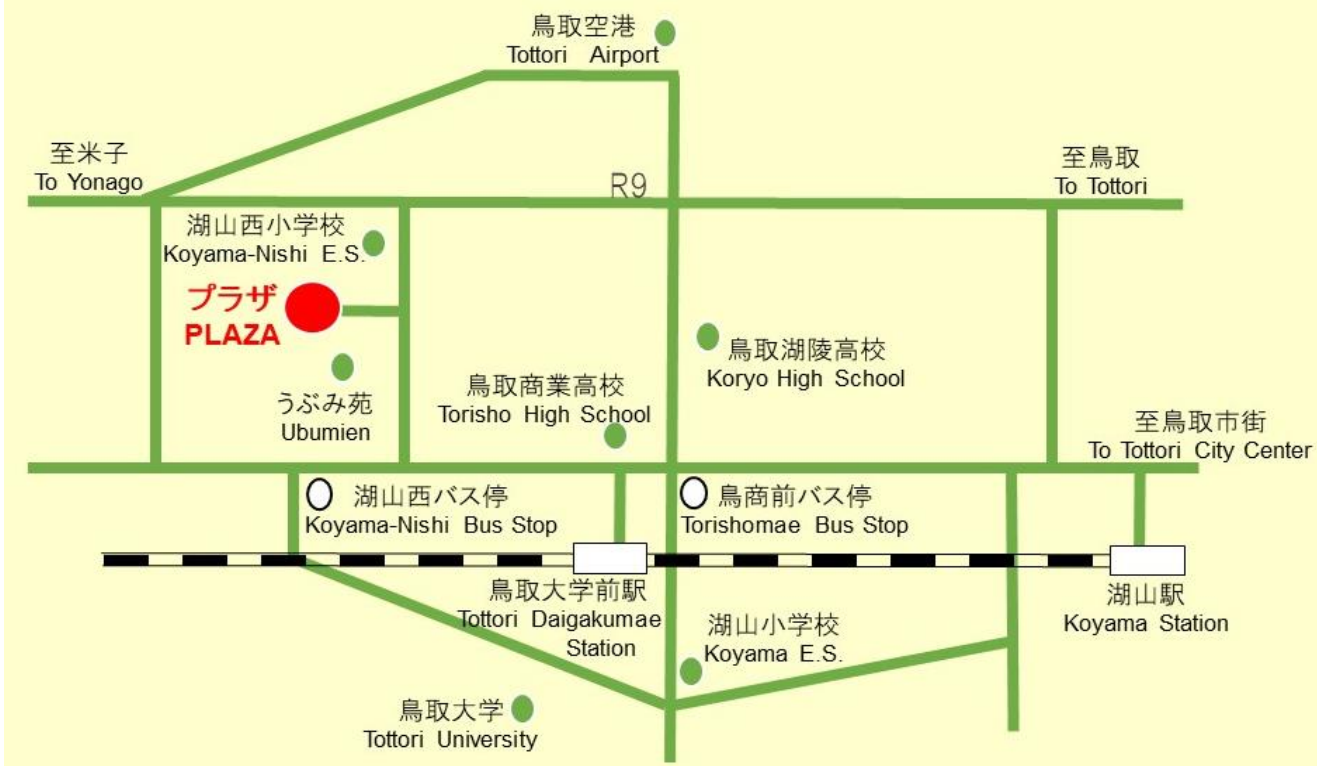 鳥取空港
Tottori Airport
至米子
To Yonago
R9
至鳥取
To Tottori
湖山西小学校
Koyama-Nishi E.S.
プラザ
PLAZA
鳥取湖陵高校
Koryo High School
うぶみ苑
Ubumien
鳥取商業高校
Torisho High School
至鳥取市街
To Tottori City Center
湖山西バス停
Koyama-Nishi Bus Stop
鳥商前バス停
Torishomae Bus Stop
鳥取大学前駅
Tottori Daigakumae
Station
湖山駅
Koyama Station
湖山小学校
Koyama E.S.
鳥取大学
Tottori University